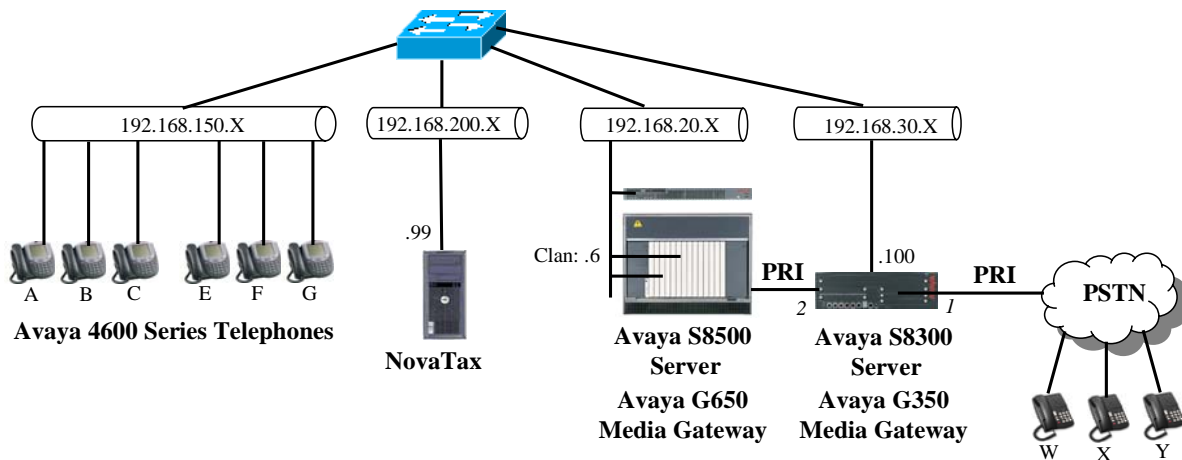 192.168.150.X
192.168.200.X
192.168.20.X
192.168.30.X
.99
Clan: .6
.100
PRI
PRI
2
1
PSTN
A
B
C
E
F
G
Avaya 4600 Series Telephones
NovaTax
Avaya S8500
Server
Avaya G650
Media Gateway
Avaya S8300
Server
Avaya G350
Media Gateway
W
X
Y